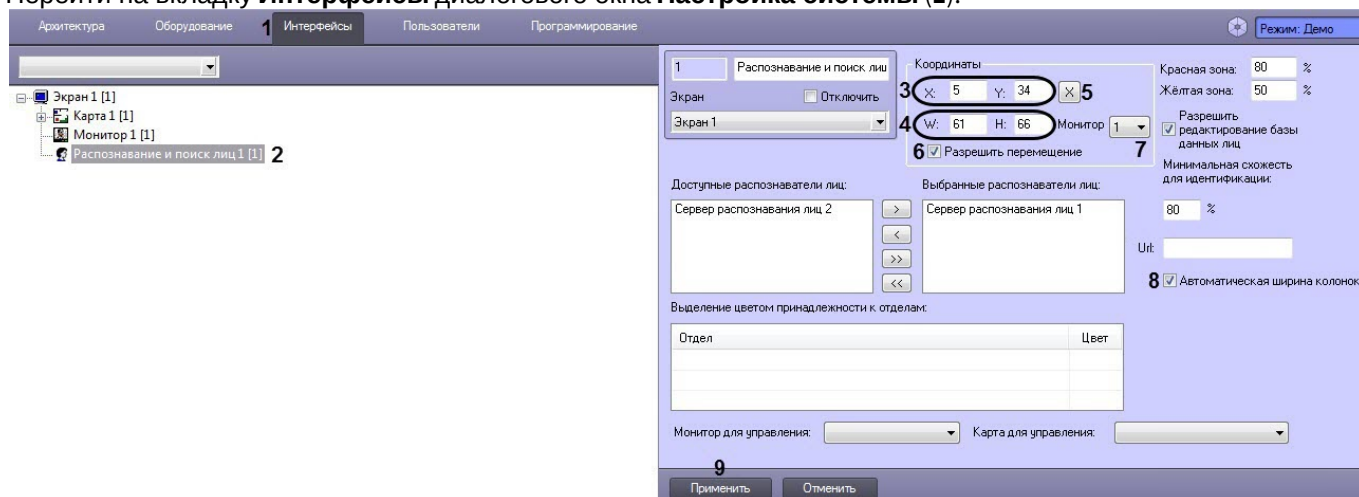 Перейти на вкладку Интерфейсы диалогового окна Настройка системы (1).
Архитектура Оборудование 1 Интерфейсы Пользователи Программирование Режим: Демо
Экран 1 [1]
Карта 1 [1]
Монитор 1 [1]
Распознавание и поиск лиц 1 [1] 2
1 Распознавание и поиск лиц
Экран Отключить
Экран 1
Координаты
3 X: 5 Y: 34 X 5
4 W: 61 H: 66 Монитор 1
6 Разрешить перемещение 7
Красная зона: 80 %
Жёлтая зона: 50 %
Разрешить
редактирование базы
данных лиц
Минимальная схожесть
для идентификации:
80 %
Url:
8 Автоматическая ширина колонок
Доступные распознаватели лиц:
Сервер распознавания лиц 2
>
<
>>
<<
Выбранные распознаватели лиц:
Сервер распознавания лиц 1
Выделение цветом принадлежности к отделам:
Отдел Цвет
Монитор для управления: Карта для управления:
9
Применить Отменить